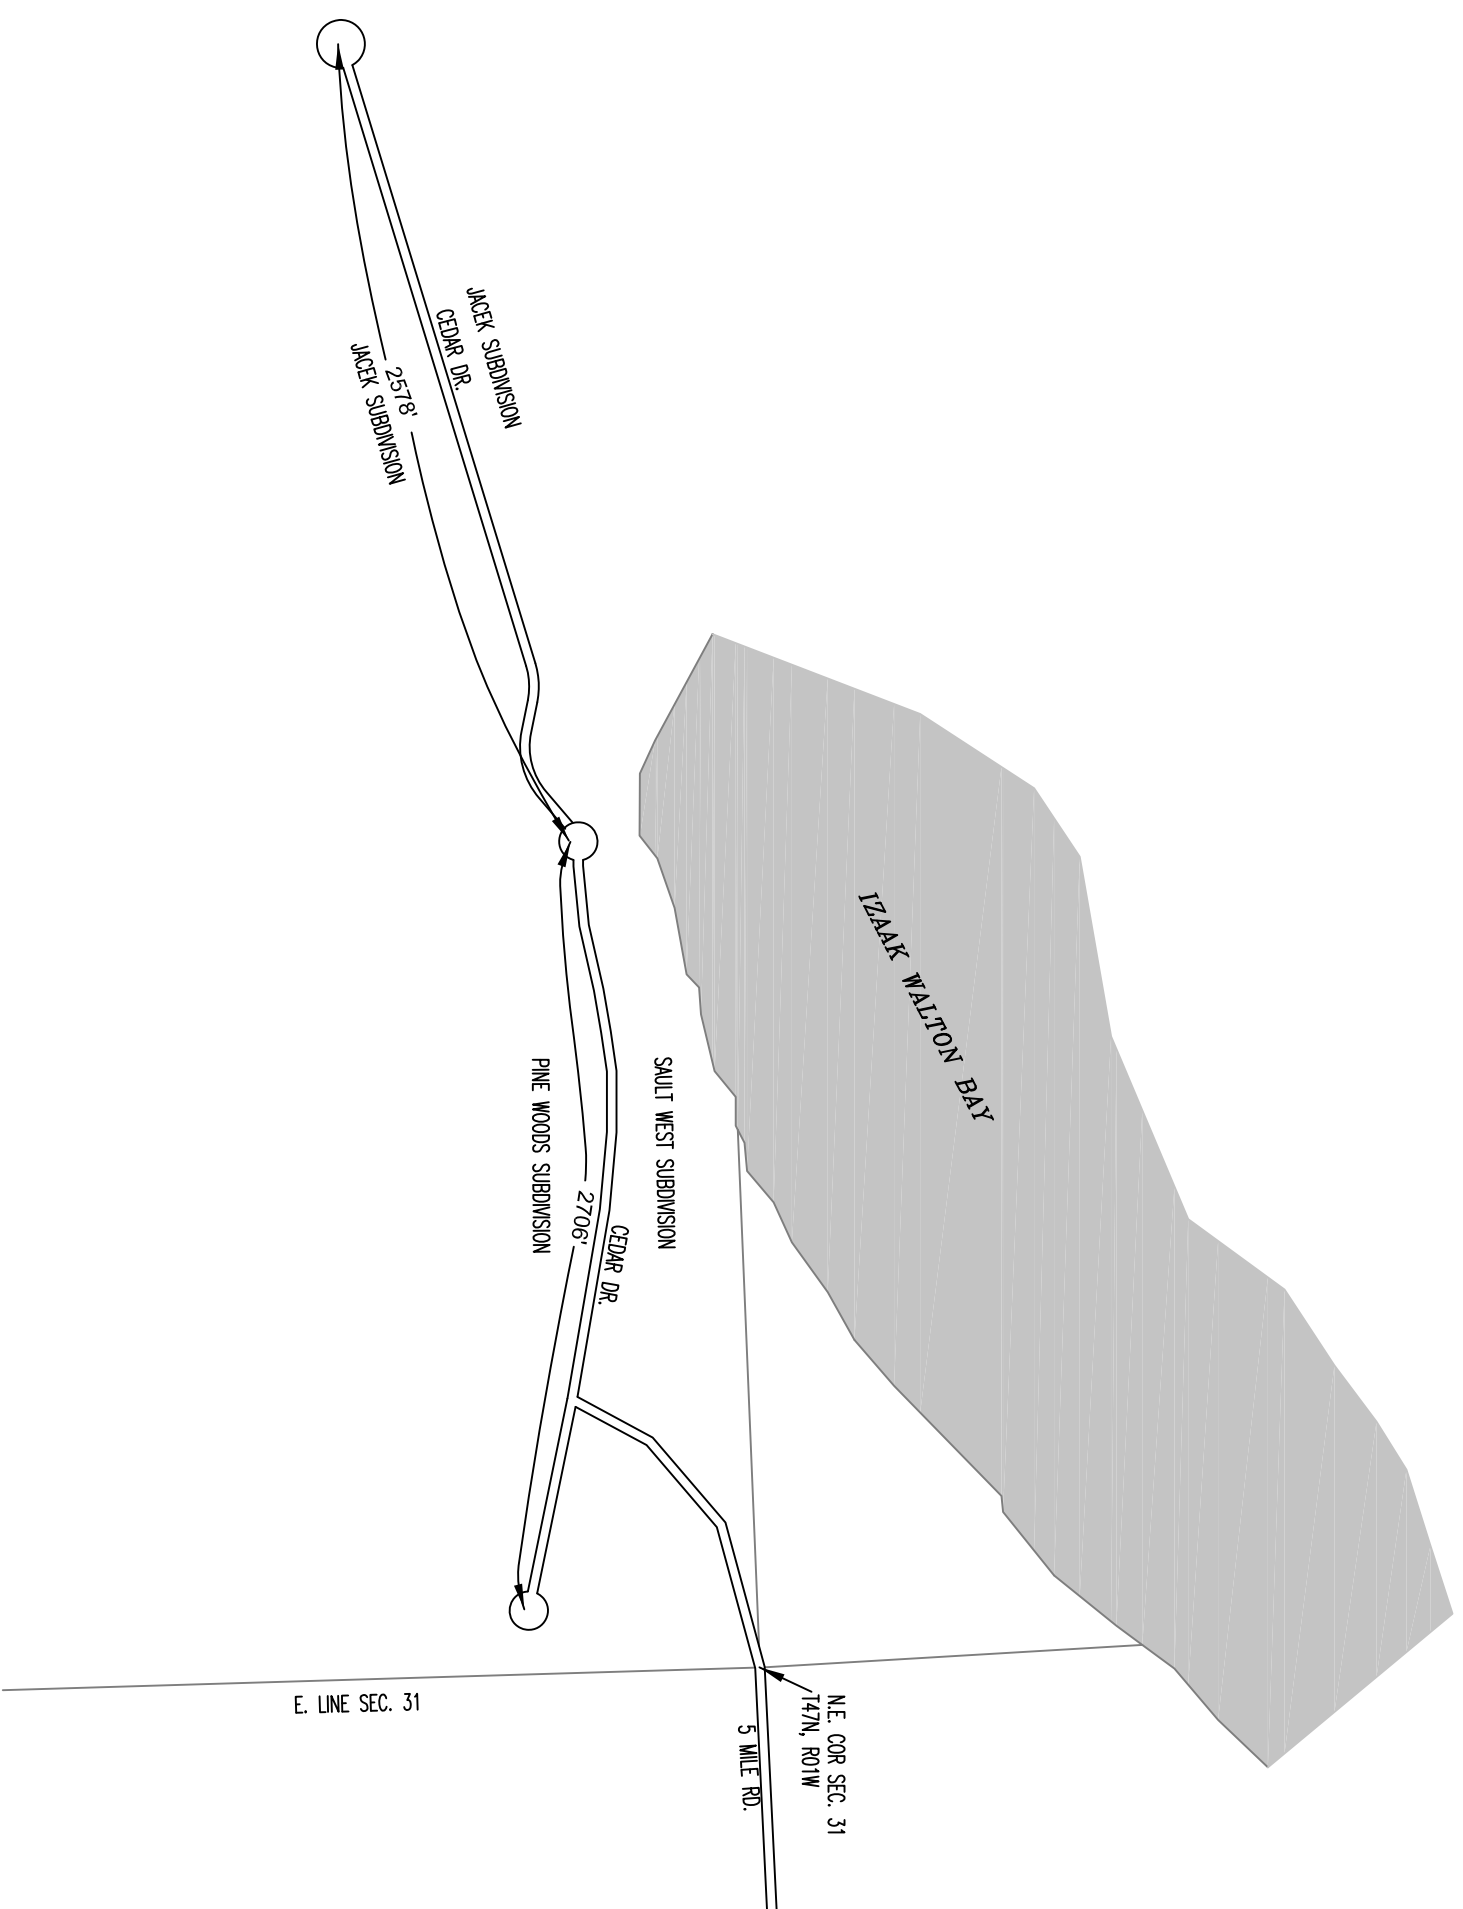 JACEK SUBDIVISION
CEDAR DR.
2578'
JACEK SUBDIVISION
IZAAK WALTON BAY
SAULT WEST SUBDIVISION
PINE WOODS SUBDIVISION
2706'
CEDAR DR.
N.E. COR SEC. 31
T47N, R01W
5 MILE RD.
E. LINE SEC. 31